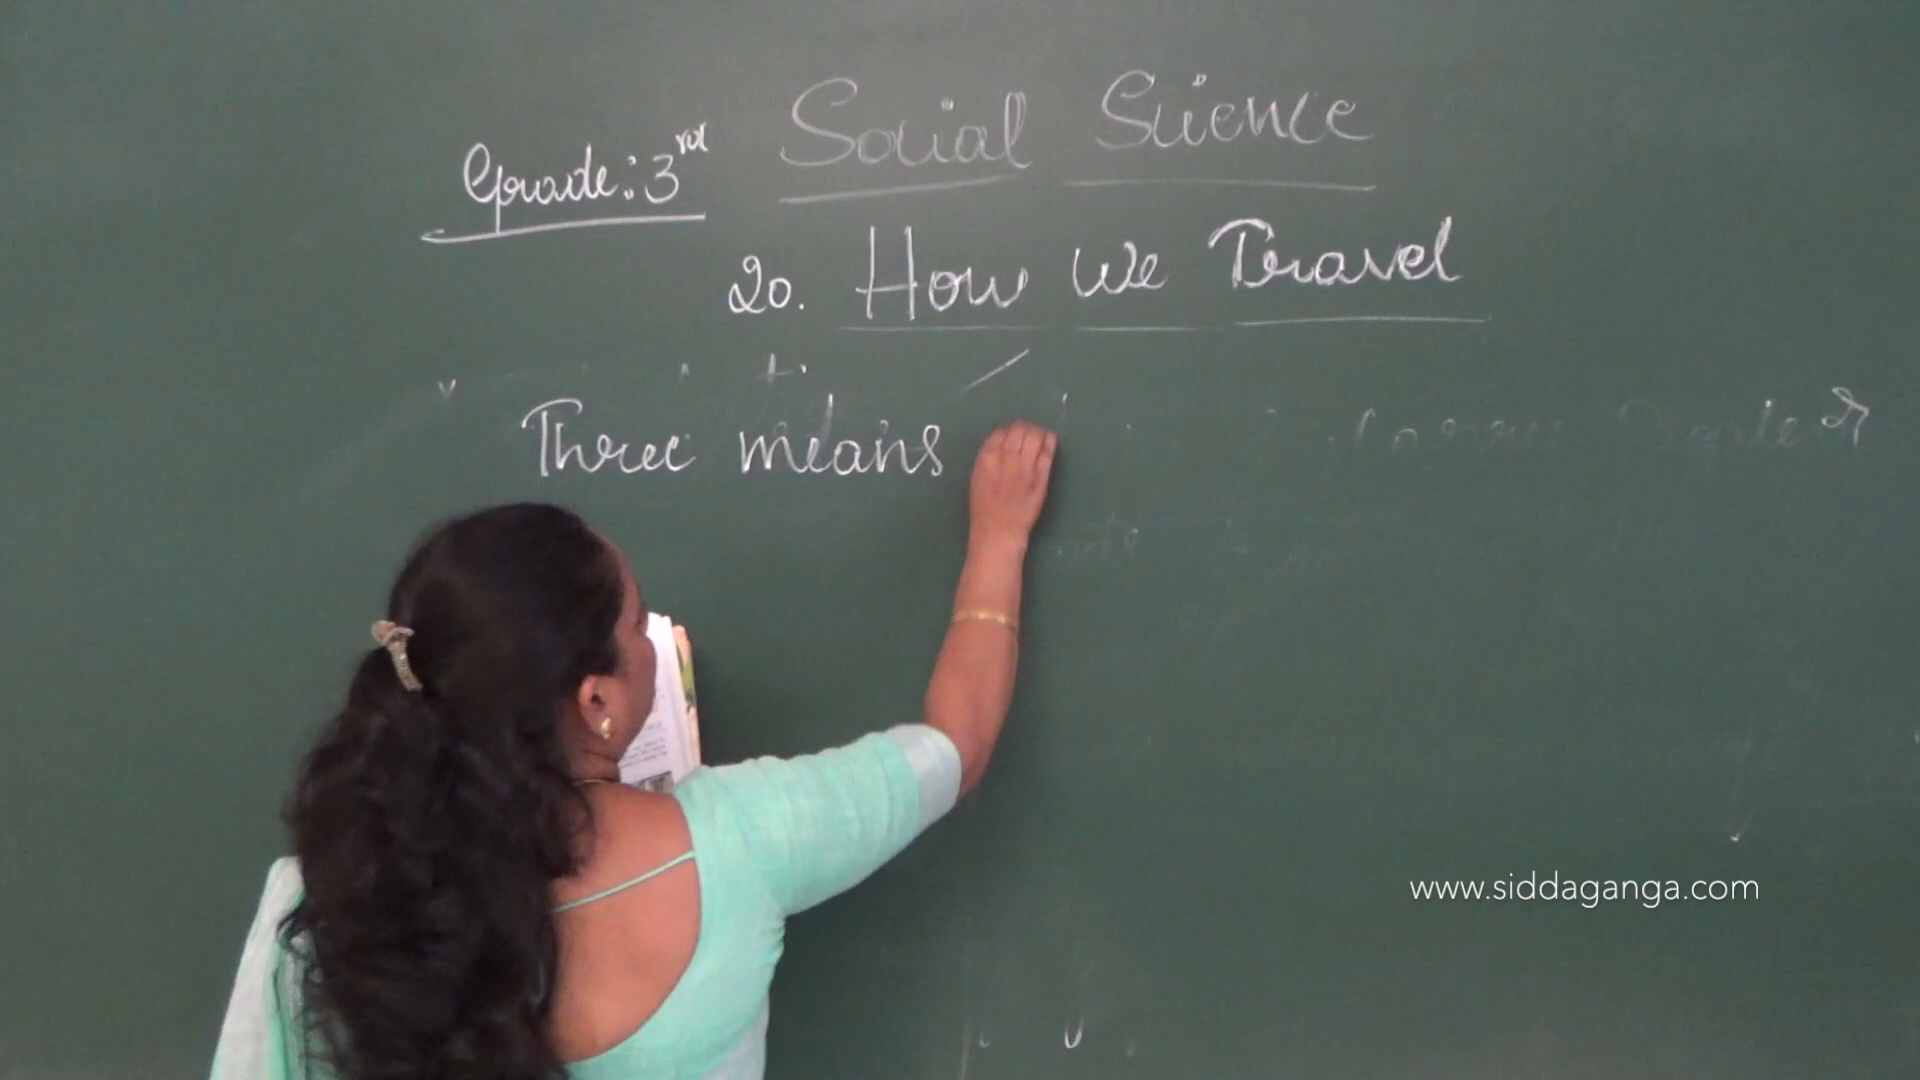 Social Science
Grade: 3rd
20. How We Travel
Three means
www.siddaganga.com